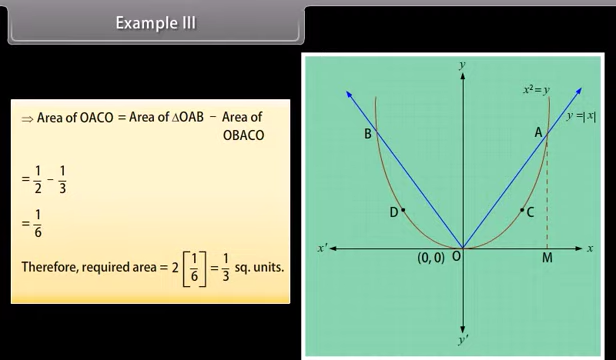 Example III
⇒ Area of OACO = Area of ΔOAB − Area of
OBACO
= 1/2 − 1/3
= 1/6
Therefore, required area = 2 [1/6] = 1/3 sq. units.
y
x² = y
y = |x|
B
A
D
C
x'
(0, 0)
O
M
x
y'